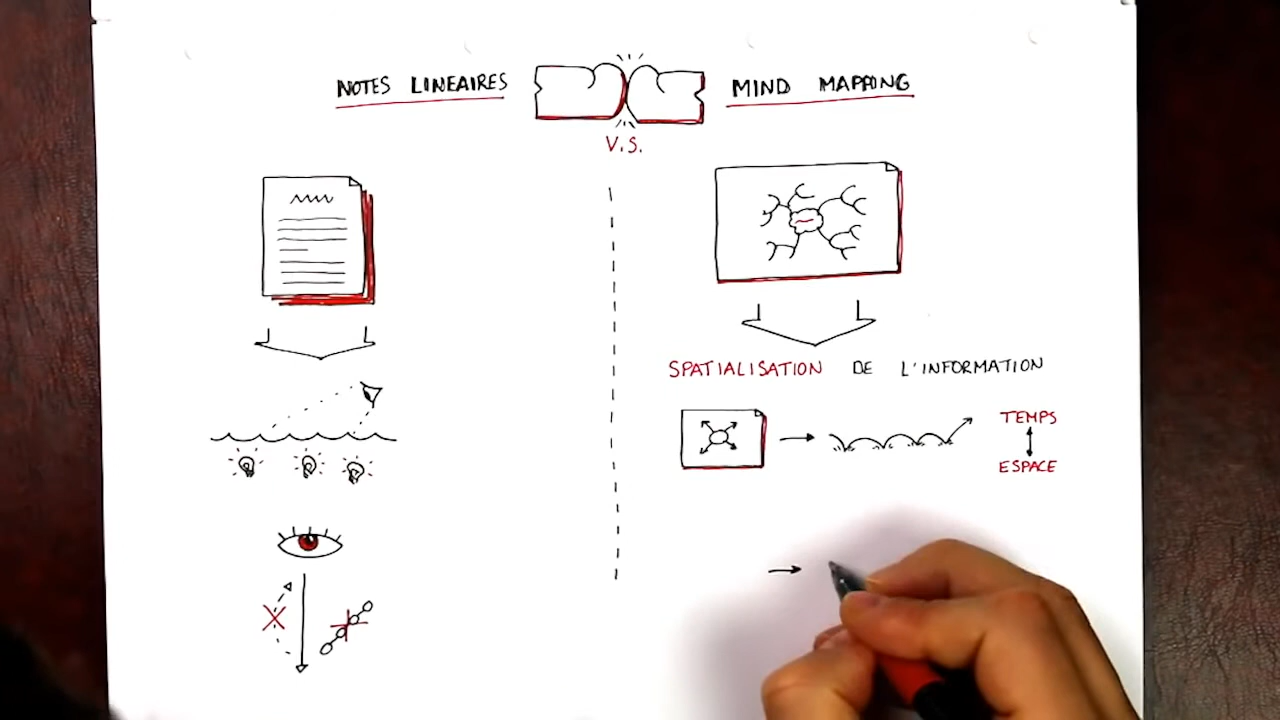 NOTES LINEAIRES
V.S.
MIND MAPPING
SPATIALISATION DE L'INFORMATION
TEMPS
ESPACE